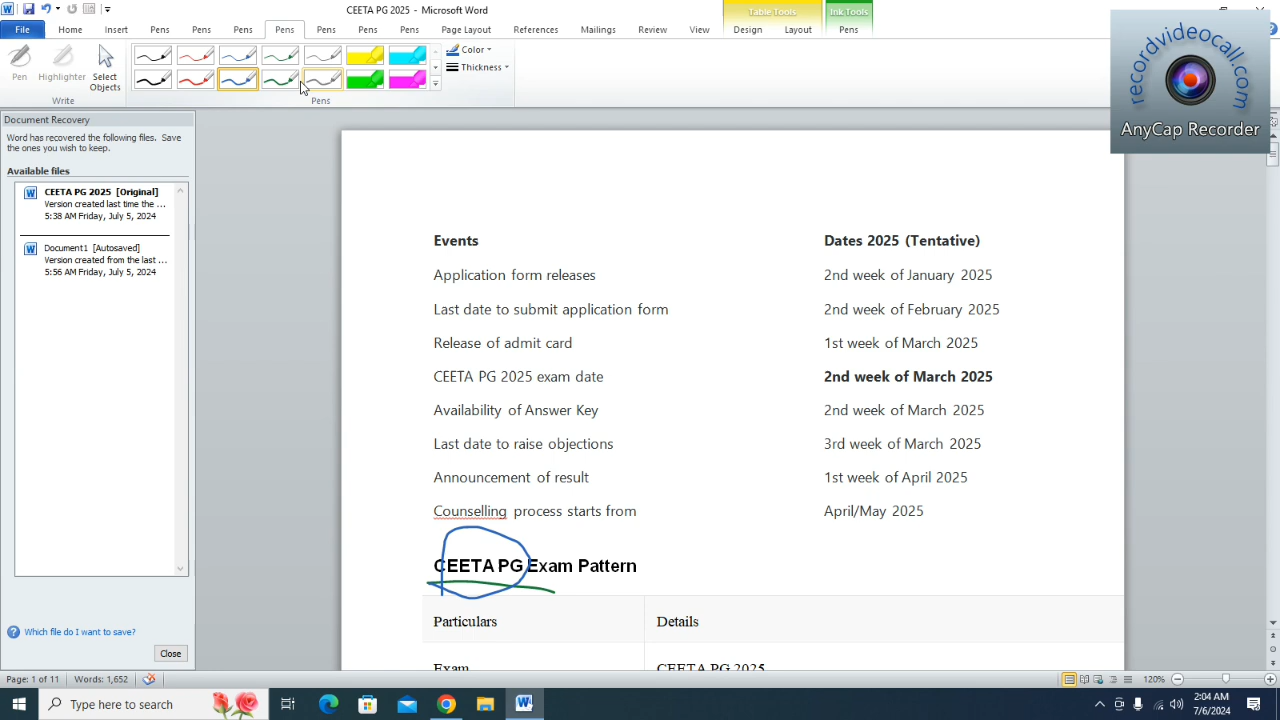 CEETA PG 2025 - Microsoft Word
Table Tools
Ink Tools
File Home Insert Pens Pens Pens Pens Pens Pens Pens Page Layout References Mailings Review View Design Layout Pens
Pen Highlighter Select Objects
Color
Thickness
Write Pens
recordvideocall.com
AnyCap Recorder
Document Recovery
Word has recovered the following files. Save
the ones you wish to keep.
Available files
CEETA PG 2025 [Original]
Version created last time the ...
5:38 AM Friday, July 5, 2024
Document1 [Autosaved]
Version created from the last ...
5:56 AM Friday, July 5, 2024
Which file do I want to save?
Close
Events Dates 2025 (Tentative)
Application form releases 2nd week of January 2025
Last date to submit application form 2nd week of February 2025
Release of admit card 1st week of March 2025
CEETA PG 2025 exam date 2nd week of March 2025
Availability of Answer Key 2nd week of March 2025
Last date to raise objections 3rd week of March 2025
Announcement of result 1st week of April 2025
Counselling process starts from April/May 2025
CEETA PG Exam Pattern
Particulars Details
Exam CEETA PG 2025
Page: 1 of 11 Words: 1,652 120%
Type here to search
2:04 AM
7/6/2024